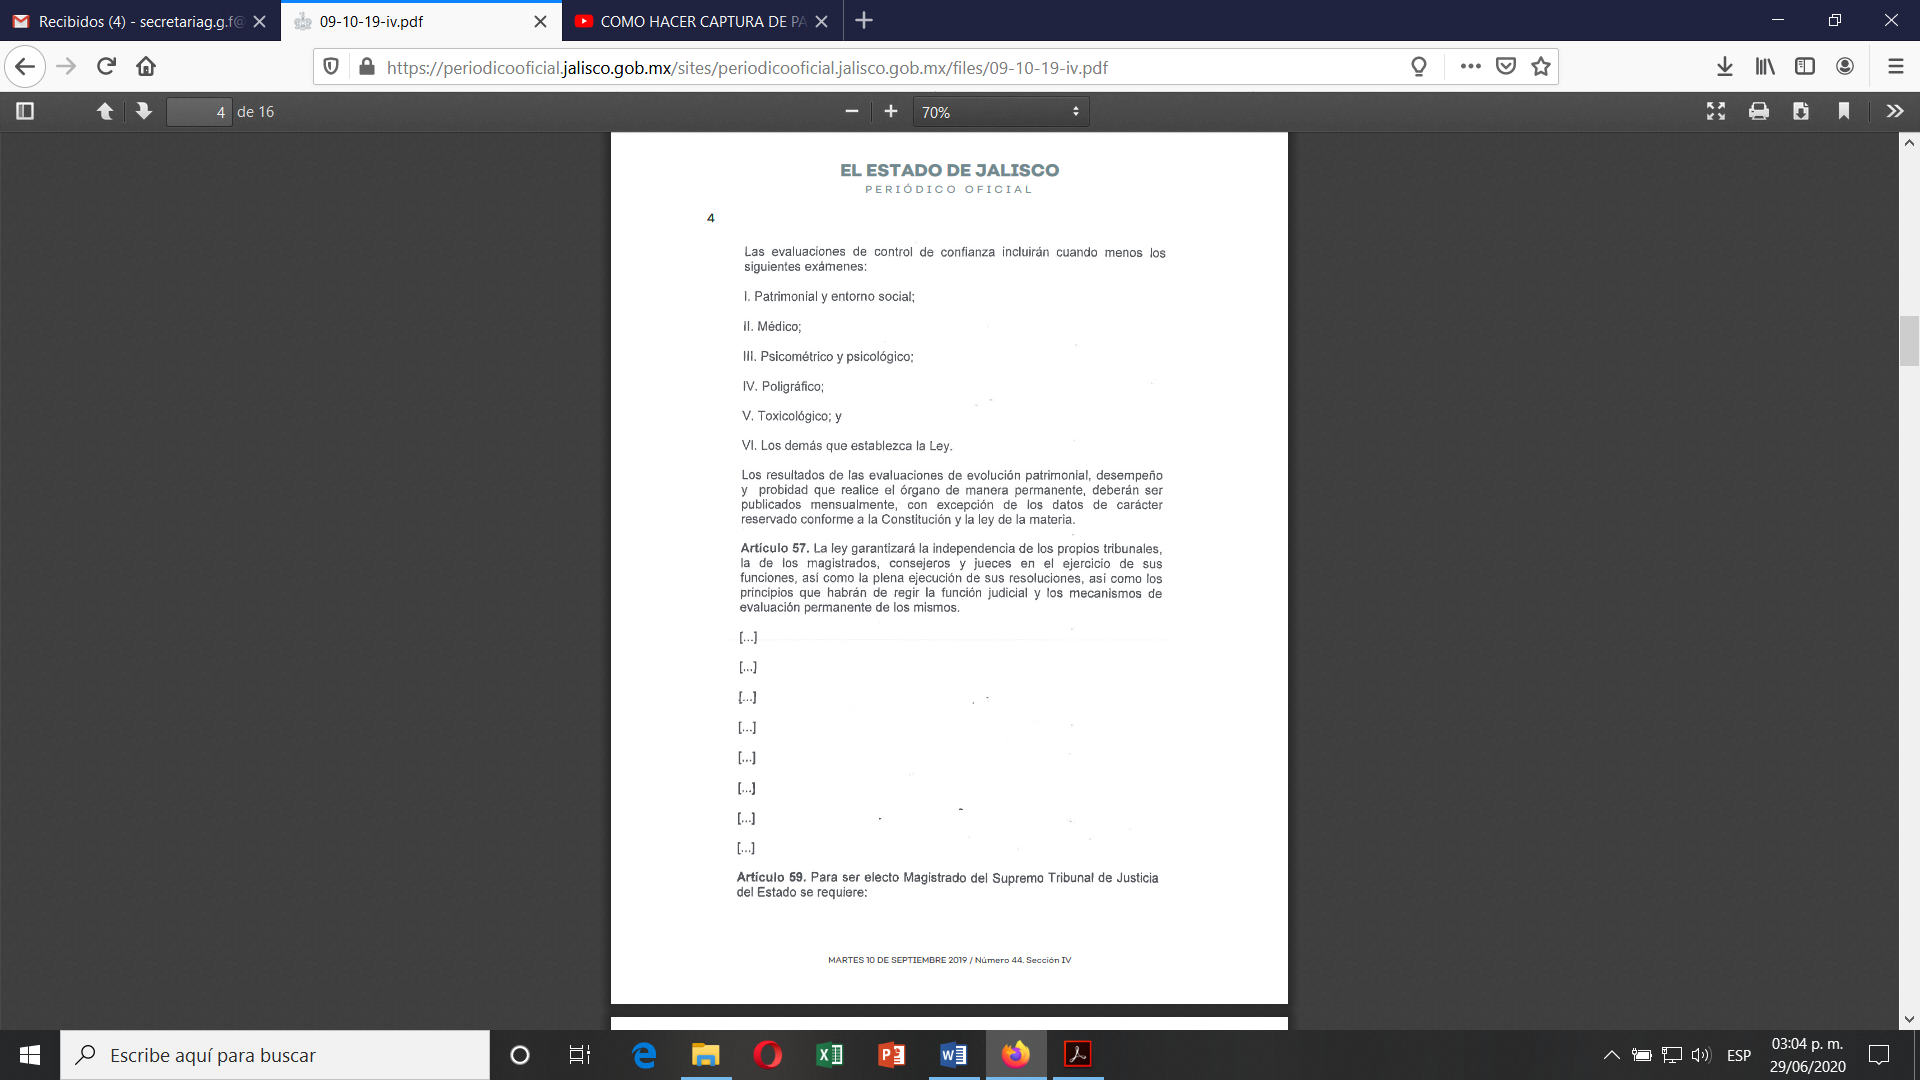 Recibidos (4) - secretariag.g.f@
09-10-19-iv.pdf
COMO HACER CAPTURA DE PA
https://periodicooficial.jalisco.gob.mx/sites/periodicooficial.jalisco.gob.mx/files/09-10-19-iv.pdf
4 de 16
70%
EL ESTADO DE JALISCO
PERIÓDICO OFICIAL
4
Las evaluaciones de control de confianza incluirán cuando menos los
siguientes exámenes:
I. Patrimonial y entorno social;
II. Médico;
III. Psicométrico y psicológico;
IV. Poligráfico;
V. Toxicológico; y
VI. Los demás que establezca la Ley.
Los resultados de las evaluaciones de evolución patrimonial, desempeño
y probidad que realice el órgano de manera permanente, deberán ser
publicados mensualmente, con excepción de los datos de carácter
reservado conforme a la Constitución y la ley de la materia.
Artículo 57. La ley garantizará la independencia de los propios tribunales,
la de los magistrados, consejeros y jueces en el ejercicio de sus
funciones, así como la plena ejecución de sus resoluciones, así como los
principios que habrán de regir la función judicial y los mecanismos de
evaluación permanente de los mismos.
[...]
[...]
[...]
[...]
[...]
[...]
[...]
[...]
Artículo 59. Para ser electo Magistrado del Supremo Tribunal de Justicia
del Estado se requiere:
MARTES 10 DE SEPTIEMBRE 2019 / Número 44. Sección IV
Escribe aquí para buscar
ESP
03:04 p. m.
29/06/2020